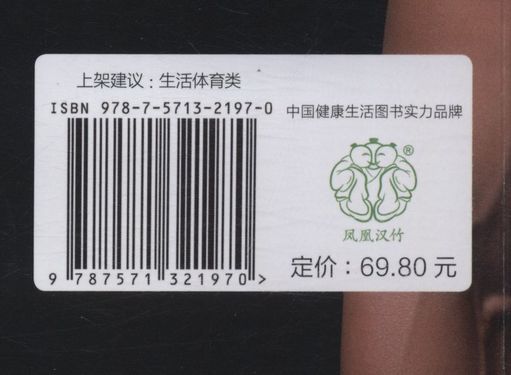 上架建议：生活体育类
ISBN 978-7-5713-2197-0
9 787571 321970 >
中国健康生活图书实力品牌
®
凤凰汉竹
定价：69.80 元